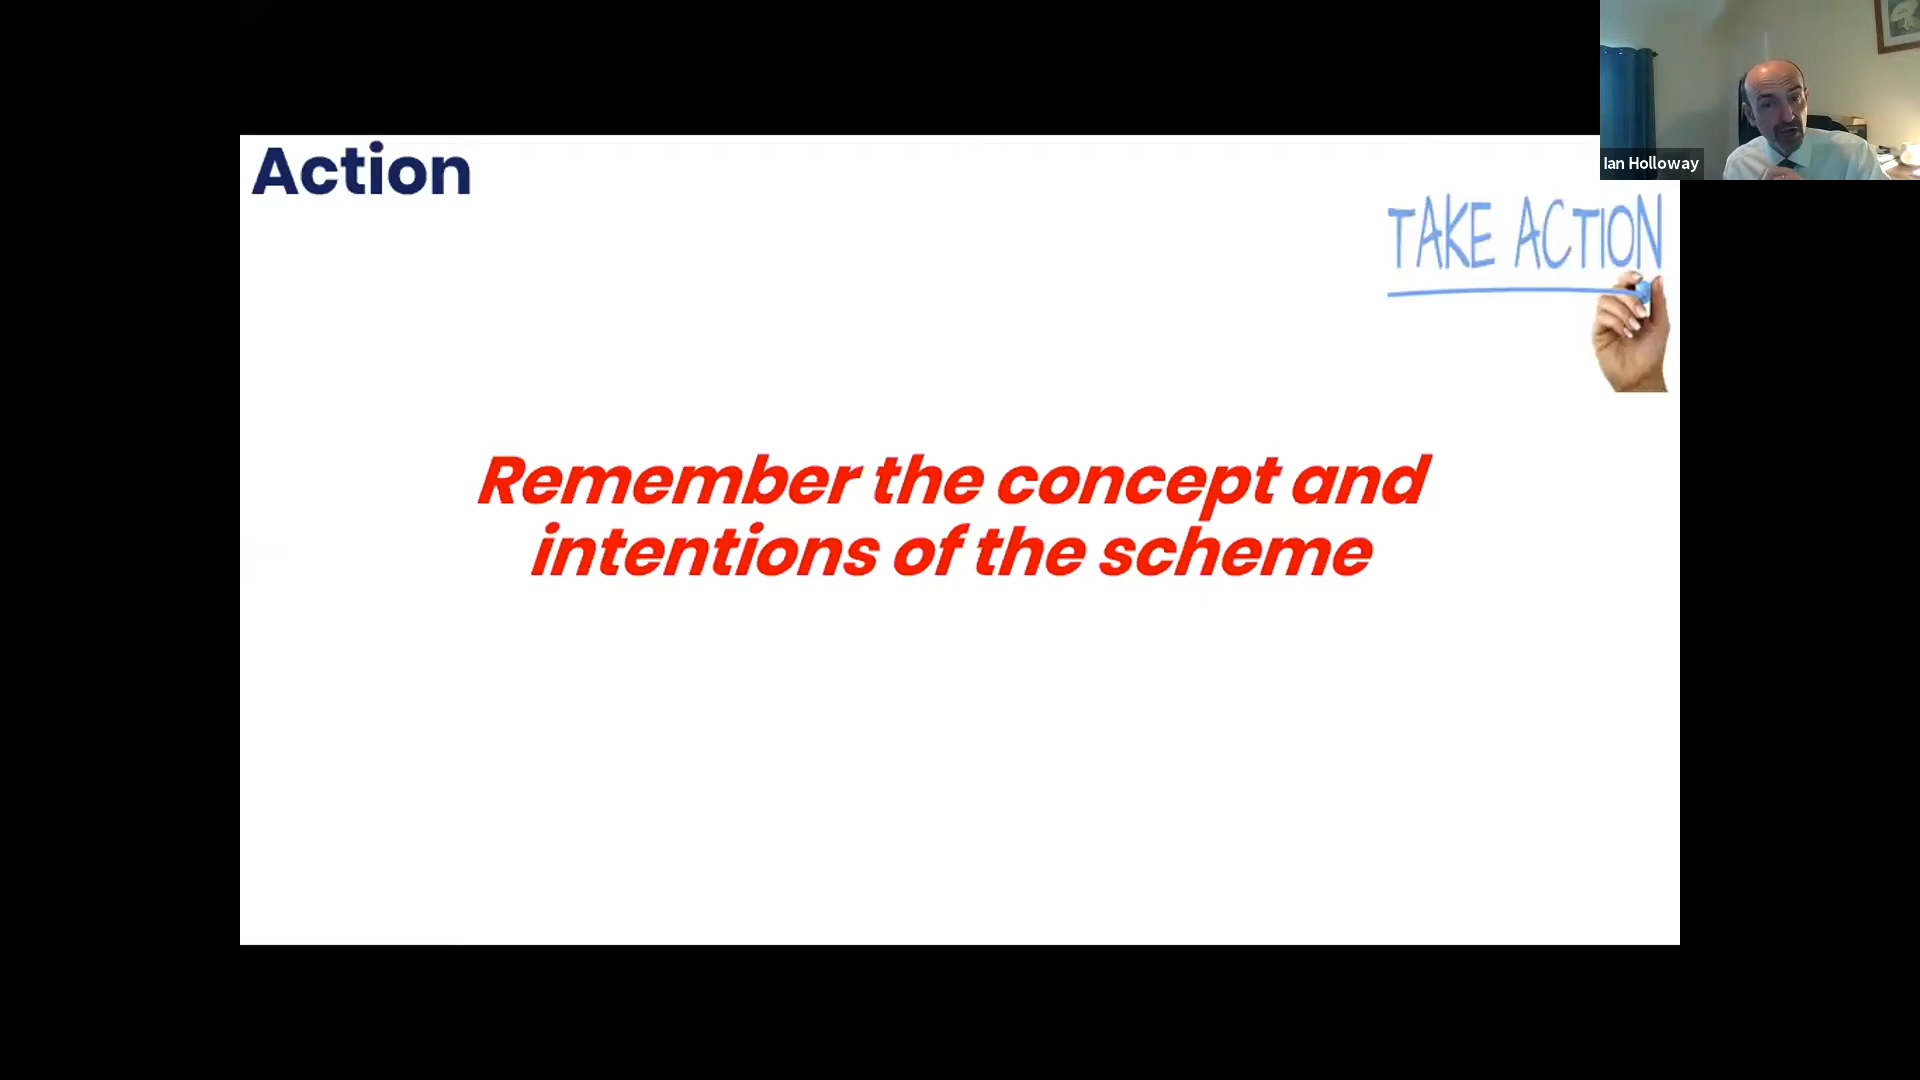 Action
Ian Holloway
TAKE ACTION
Remember the concept and
intentions of the scheme